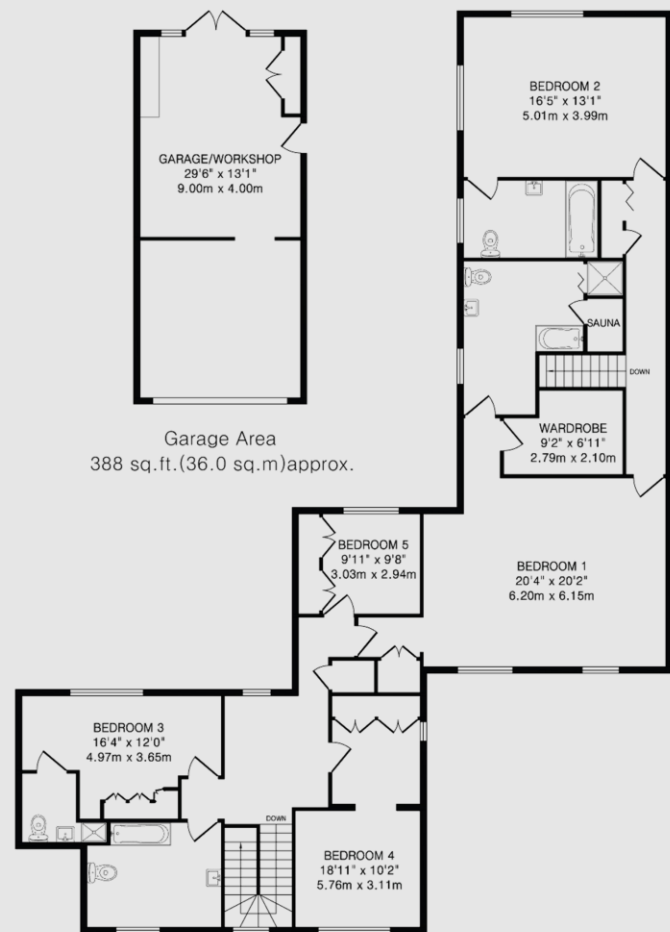 BEDROOM 2
16'5" x 13'1"
5.01m x 3.99m
GARAGE/WORKSHOP
29'6" x 13'1"
9.00m x 4.00m
SAUNA
DOWN
WARDROBE
9'2" x 6'11"
2.79m x 2.10m
Garage Area
388 sq.ft.(36.0 sq.m)approx.
BEDROOM 5
9'11" x 9'8"
3.03m x 2.94m
BEDROOM 1
20'4" x 20'2"
6.20m x 6.15m
BEDROOM 3
16'4" x 12'0"
4.97m x 3.65m
DOWN
BEDROOM 4
18'11" x 10'2"
5.76m x 3.11m